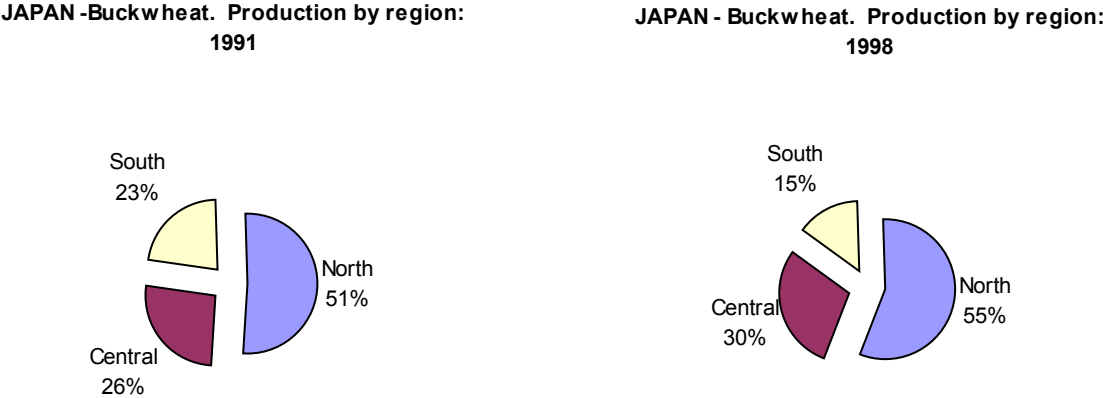 JAPAN -Buckwheat. Production by region:
1991
South
23%
North
51%
Central
26%
JAPAN - Buckwheat. Production by region:
1998
South
15%
North
55%
Central
30%